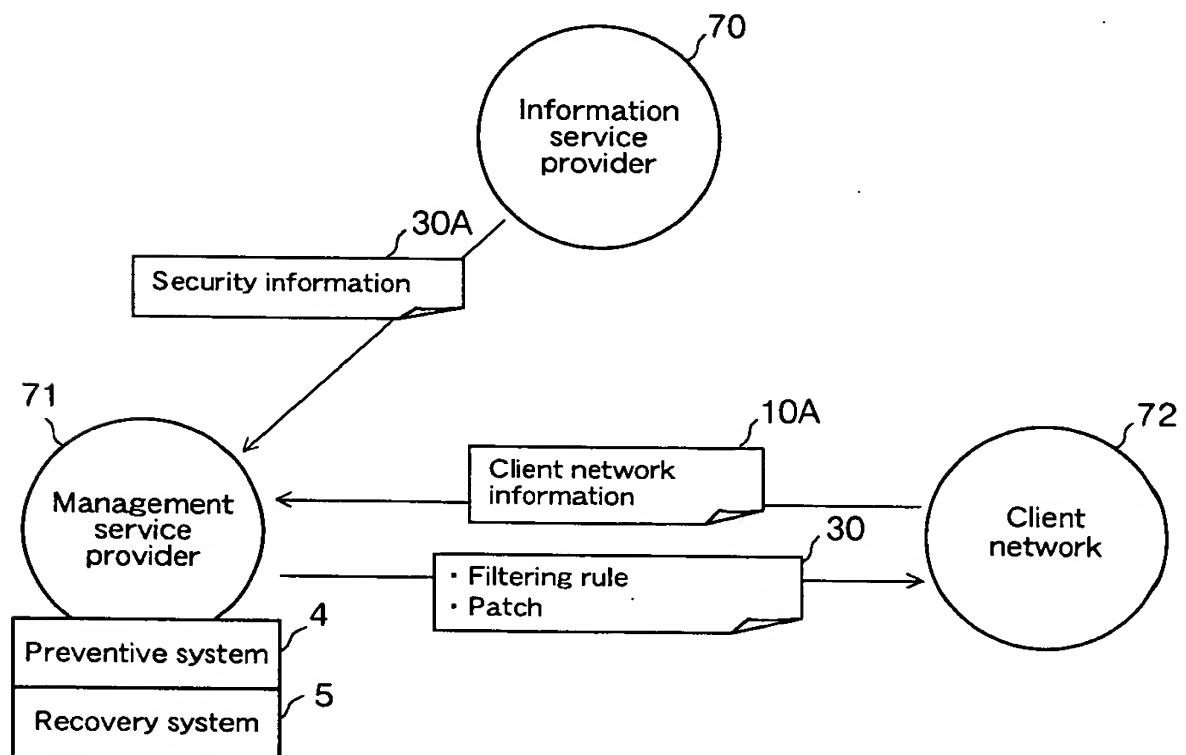 70
Information
service
provider
30A
Security information
71
Management
service
provider
10A
Client network
information
72
Client
network
30
· Filtering rule
· Patch
4
Preventive system
5
Recovery system